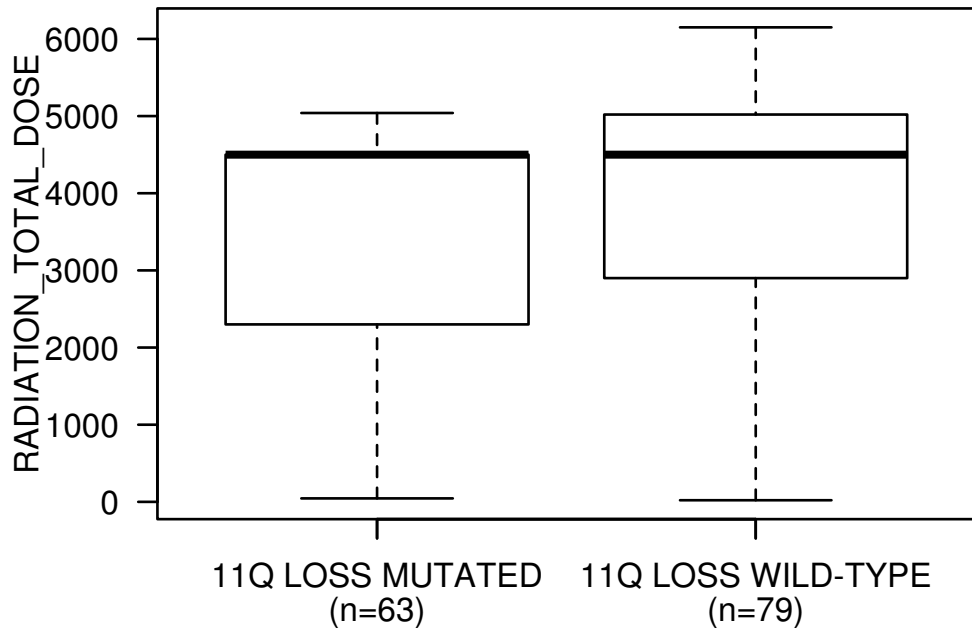 RADIATION_TOTAL_DOSE
6000
5000
4000
3000
2000
1000
0
11Q LOSS MUTATED
(n=63)
11Q LOSS WILD-TYPE
(n=79)